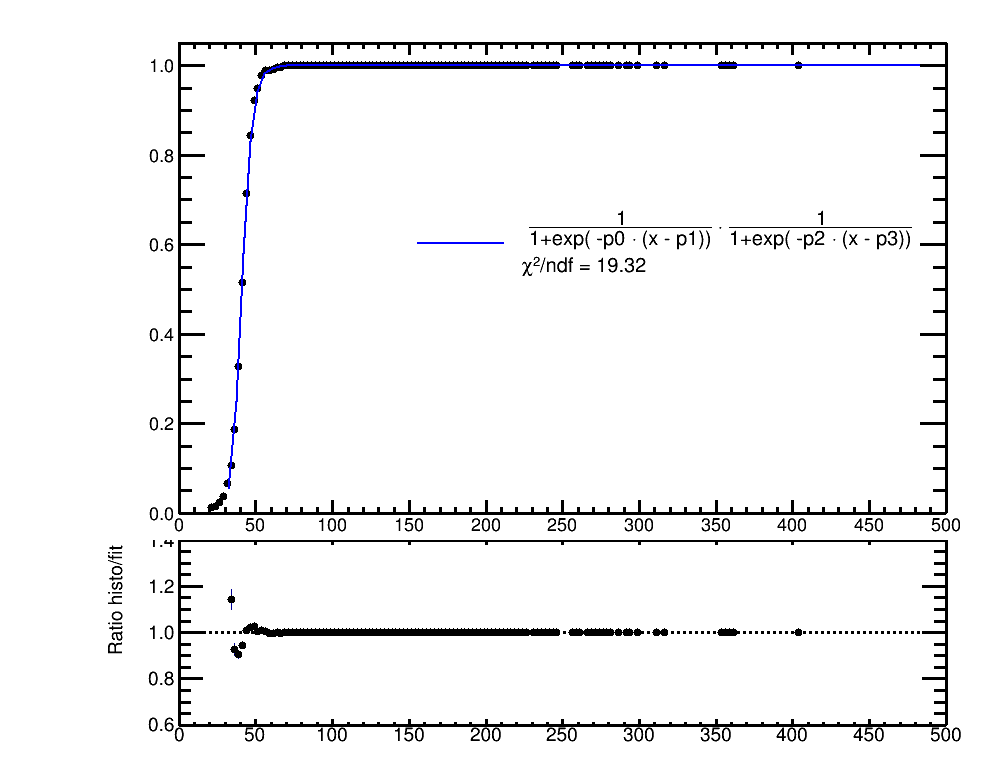 1.0
0.8
0.6
0.4
0.2
0.0
1 / 1+exp( -p0 · (x - p1)) · 1 / 1+exp( -p2 · (x - p3))
χ²/ndf = 19.32
0 50 100 150 200 250 300 350 400 450 500
Ratio histo/fit
1.4
1.2
1.0
0.8
0.6
0 50 100 150 200 250 300 350 400 450 500